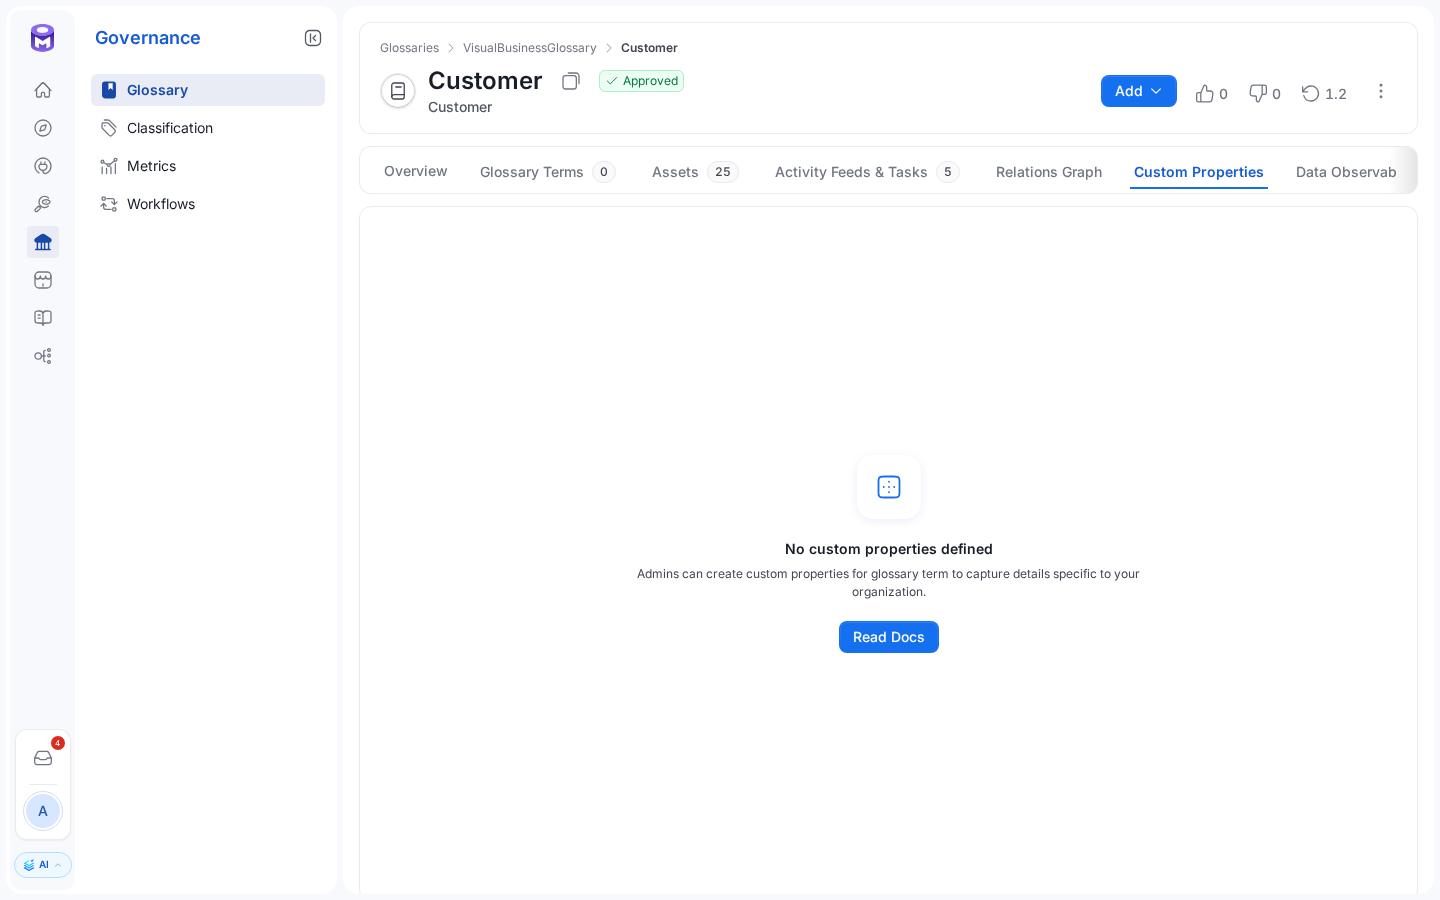 Governance
Glossary
Classification
Metrics
Workflows
4
A
AI
Glossaries VisualBusinessGlossary Customer
Customer Approved
Customer
Add 0 0 1.2
Overview Glossary Terms 0 Assets 25 Activity Feeds & Tasks 5 Relations Graph Custom Properties Data Observab
No custom properties defined
Admins can create custom properties for glossary term to capture details specific to your
organization.
Read Docs